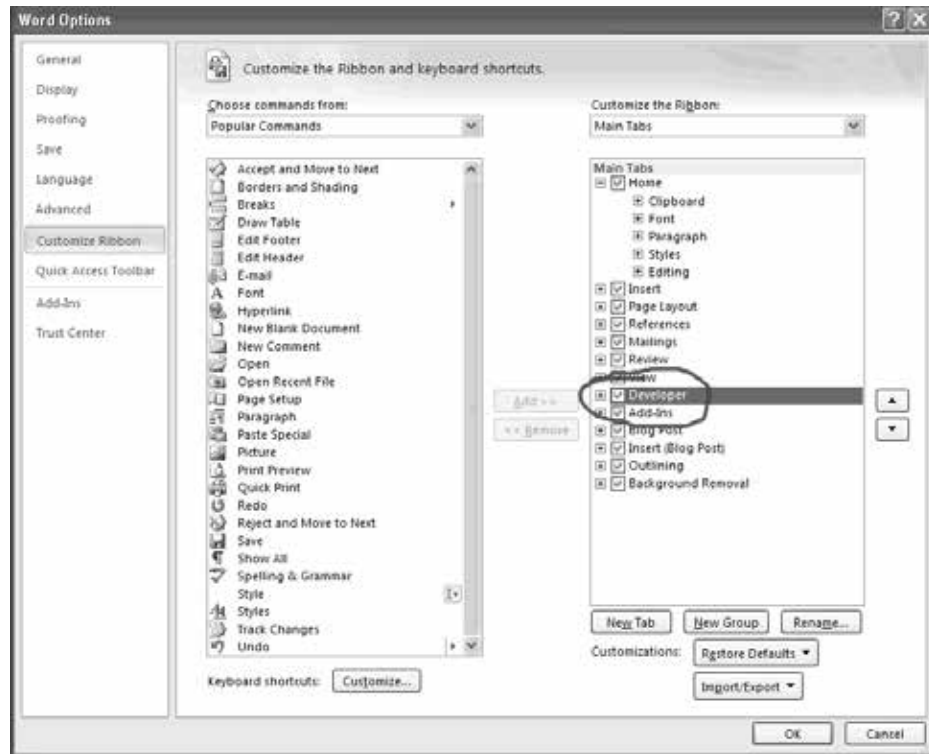 Word Options
General
Display
Proofing
Save
Language
Advanced
Customize Ribbon
Quick Access Toolbar
Add-Ins
Trust Center
Customize the Ribbon and keyboard shortcuts.
Choose commands from:
Popular Commands
Accept and Move to Next
Borders and Shading
Breaks
Draw Table
Edit Footer
Edit Header
E-mail
Font
Hyperlink
New Blank Document
New Comment
Open
Open Recent File
Page Setup
Paragraph
Paste Special
Picture
Print Preview
Quick Print
Redo
Reject and Move to Next
Save
Show All
Spelling & Grammar
Style
Styles
Track Changes
Undo
Keyboard shortcuts: Customize...
Add >>
<< Remove
Customize the Ribbon:
Main Tabs
Main Tabs
Home
Clipboard
Font
Paragraph
Styles
Editing
Insert
Page Layout
References
Mailings
Review
View
Developer
Add-Ins
Blog Post
Insert (Blog Post)
Outlining
Background Removal
New Tab New Group Rename...
Customizations: Restore Defaults
Import/Export
OK Cancel